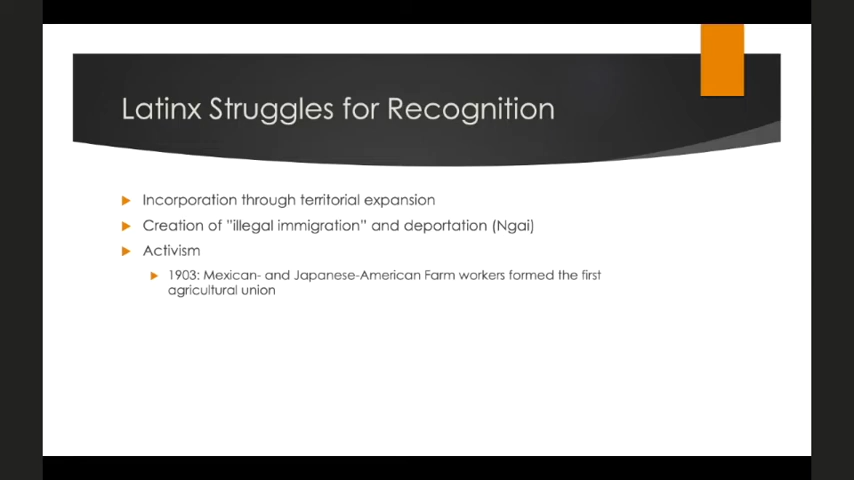 Latinx Struggles for Recognition
Incorporation through territorial expansion
Creation of "illegal immigration" and deportation (Ngai)
Activism
1903: Mexican- and Japanese-American Farm workers formed the first
agricultural union